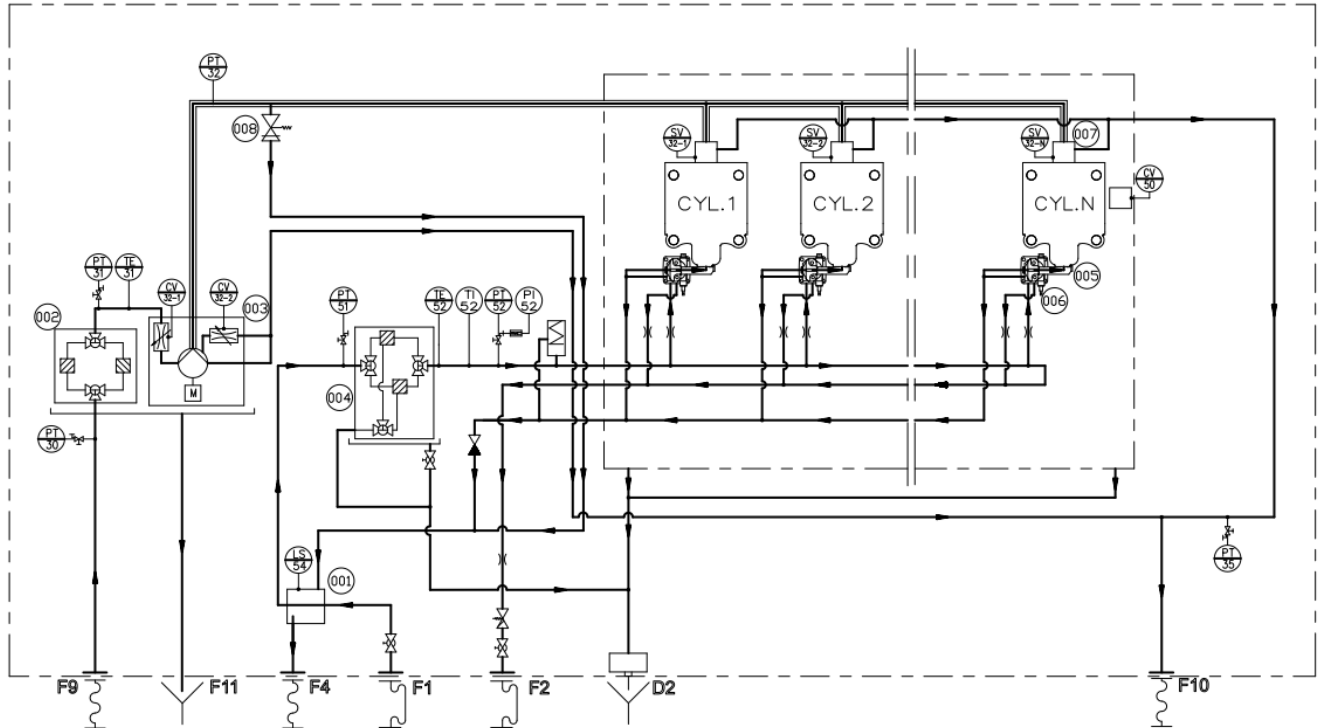 PT
32
008
SV
32-1
SV
32-2
SV
32-N
007
CYL.1
CYL.2
CYL.N
CV
50
PT
31
TE
31
CV
32-1
CV
32-2
002
003
005
006
PT
51
TE
52
TI
52
PT
52
PI
52
M
004
PT
30
LS
54
001
PT
35
F9
F11
F4
F1
F2
D2
F10